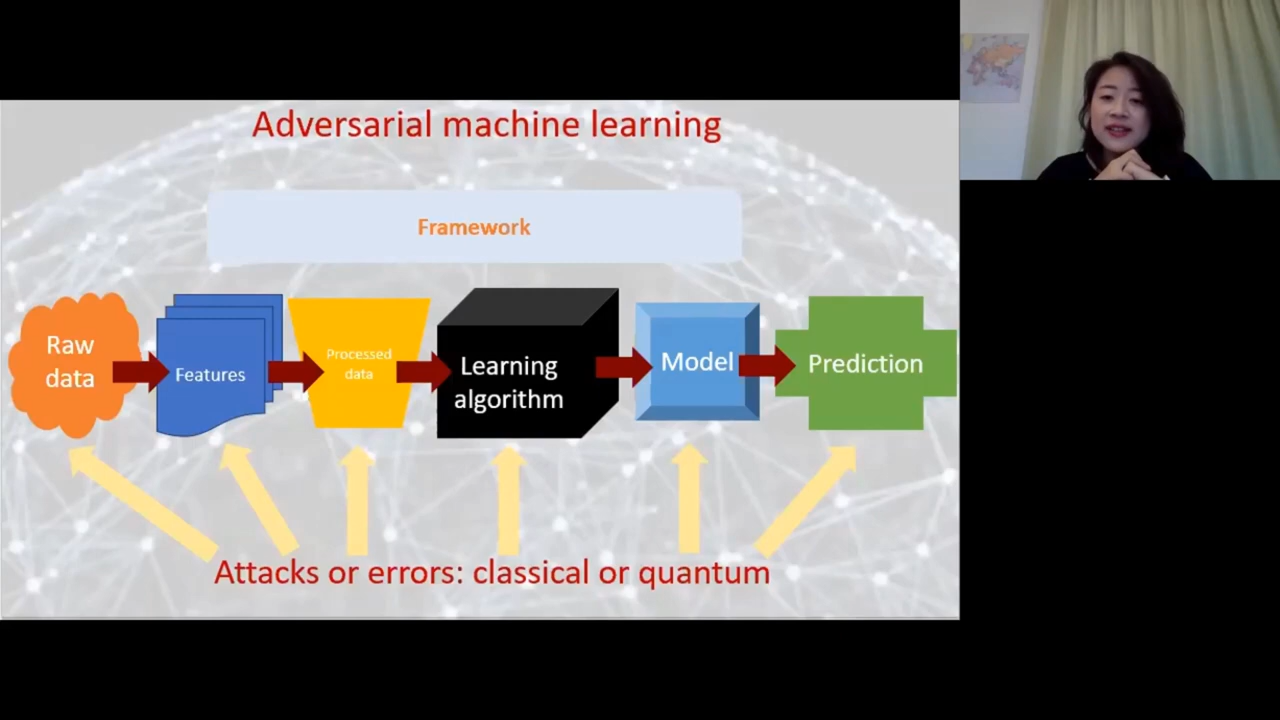 Adversarial machine learning
Framework
Raw
data
Features
Processed
data
Learning
algorithm
Model
Prediction
Attacks or errors: classical or quantum